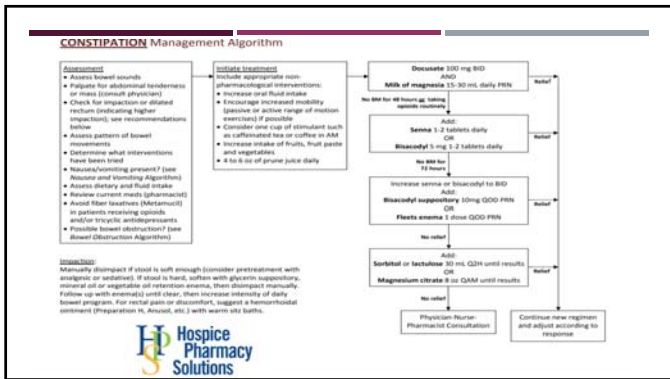 CONSTIPATION Management Algorithm
Assessment
• Assess bowel sounds
• Palpate for abdominal tenderness
or mass (consult physician)
• Check for impaction or dilated
rectum (indicating higher
impaction); see recommendations
below
• Assess pattern of bowel
movements
• Determine what interventions
have been tried
• Nausea/vomiting present? (see
Nausea and Vomiting Algorithm)
• Assess dietary and fluid intake
• Review current meds (pharmacist)
• Avoid fiber laxatives (Metamucil)
in patients receiving opioids
and/or tricyclic antidepressants
• Possible bowel obstruction? (see
Bowel Obstruction Algorithm)
Initiate treatment
Include appropriate non-
pharmacological interventions:
• Increase oral fluid intake
• Encourage increased mobility
(passive or active range of motion
exercises) if possible
• Consider one cup of stimulant such
as caffeinated tea or coffee in AM
• Increase intake of fruits, fruit paste
and vegetables
• 4 to 6 oz of prune juice daily
Docusate 100 mg BID
AND
Milk of magnesia 15-30 mL daily PRN
Relief
No BM for 48 hours or taking
opioids routinely
Add:
Senna 1-2 tablets daily
OR
Bisacodyl 5 mg 1-2 tablets daily
Relief
No BM for
72 hours
Increase senna or bisacodyl to BID
Add:
Bisacodyl suppository 10mg QOD PRN
OR
Fleets enema 1 dose QOD PRN
Relief
No relief
Add:
Sorbitol or lactulose 30 mL Q2H until results
OR
Magnesium citrate 8 oz QAM until results
Relief
No relief
Physician-Nurse-
Pharmacist Consultation
Continue new regimen
and adjust according to
response
Impaction:
Manually disimpact if stool is soft enough (consider pretreatment with
analgesic or sedative). If stool is hard, soften with glycerin suppository,
mineral oil or vegetable oil retention enema, then disimpact manually.
Follow up with enema(s) until clear, then increase intensity of daily
bowel program. For rectal pain or discomfort, suggest a hemorrhoidal
ointment (Preparation H, Anusol, etc.) with warm sitz baths.
HPS
Hospice
Pharmacy
Solutions